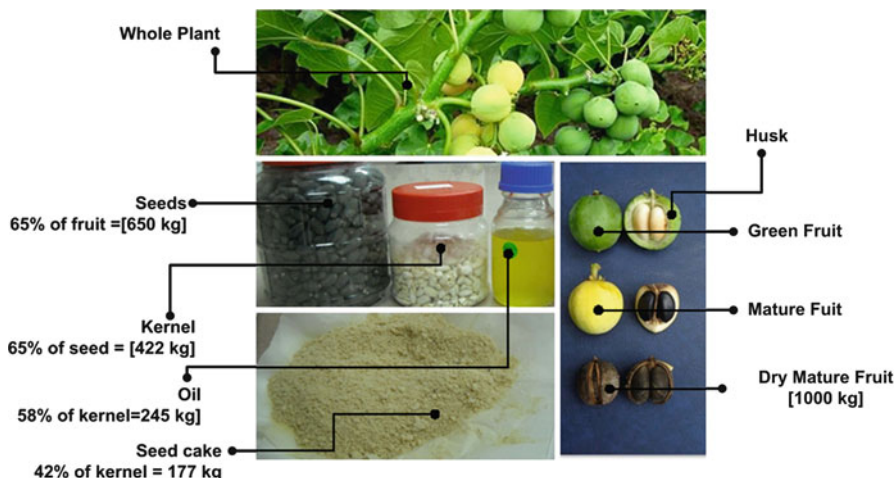 Whole Plant
Husk
Seeds
65% of fruit =[650 kg]
Green Fruit
Kernel
65% of seed = [422 kg]
Mature Fuit
Oil
58% of kernel=245 kg]
Dry Mature Fruit
[1000 kg]
Seed cake
42% of kernel = 177 kg